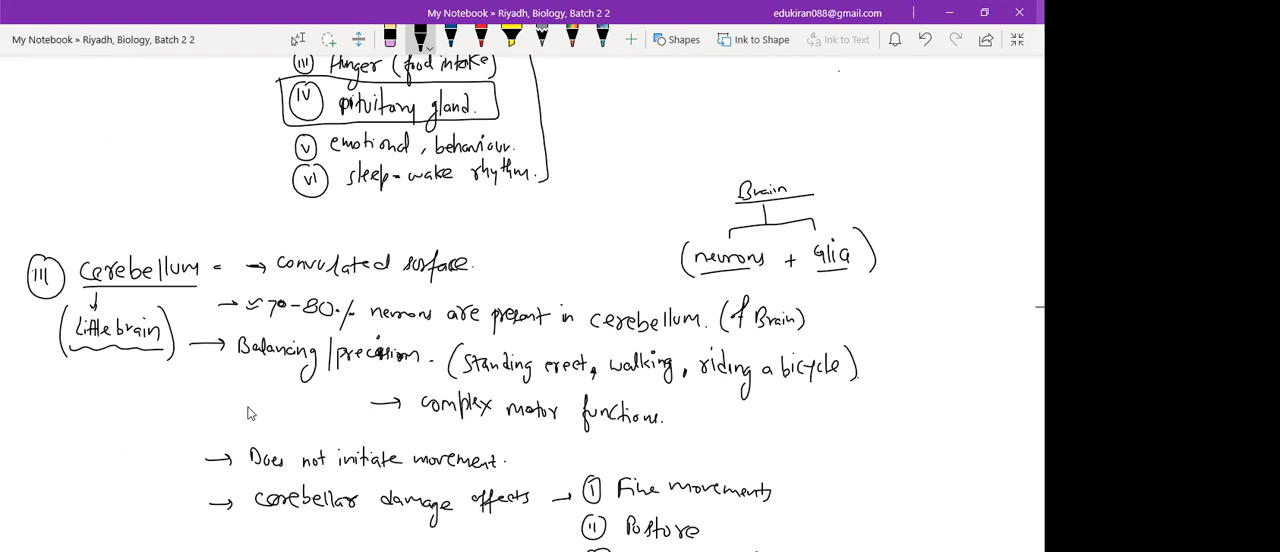 My Notebook » Riyadh, Biology, Batch 2 2
edukiran088@gmail.com
My Notebook » Riyadh, Biology, Batch 2 2
Shapes
Ink to Shape
Ink to Text
(iii) Hunger (food intake)
(iv) pituitary gland.
(v) emotional, behaviour.
(vi) sleep-wake rhythm.
Brain
(neurons + Glia)
(III) Cerebellum = → convulated surface.
(Little brain)
→ ≈ 70-80% neurons are present in cerebellum. (of Brain)
→ Balancing/precision - (standing erect, walking, riding a bicycle).
→ complex motor functions.
→ Does not initiate movement.
→ cerebellar damage effects → (i) Fine movements
(ii) Posture